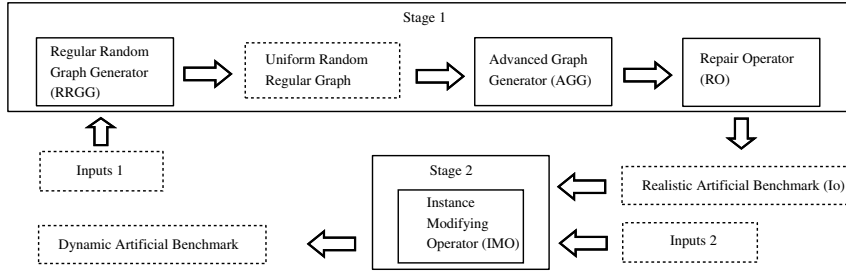 Stage 1
Regular Random
Graph Generator
(RRGG)
Uniform Random
Regular Graph
Advanced Graph
Generator (AGG)
Repair Operator
(RO)
Inputs 1
Stage 2
Instance
Modifying
Operator (IMO)
Realistic Artificial Benchmark (Io)
Inputs 2
Dynamic Artificial Benchmark